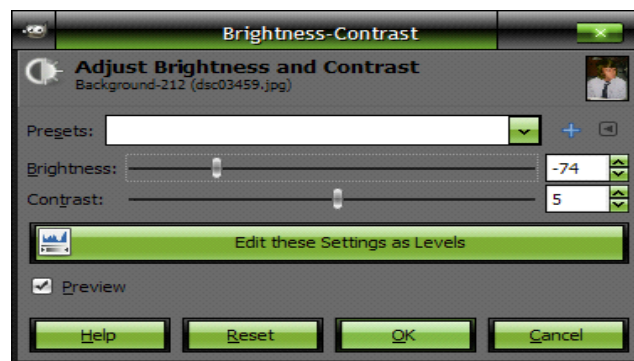 Brightness-Contrast
Adjust Brightness and Contrast
Background-212 (dsc03459.jpg)
Presets:
Brightness: -74
Contrast: 5
Edit these Settings as Levels
Preview
Help Reset OK Cancel